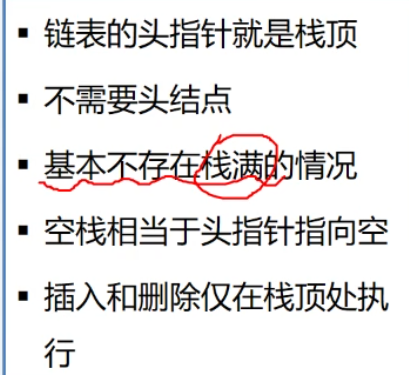 ▪ 链表的头指针就是栈顶
▪ 不需要头结点
▪ 基本不存在栈满的情况
▪ 空栈相当于头指针指向空
▪ 插入和删除仅在栈顶处执
行